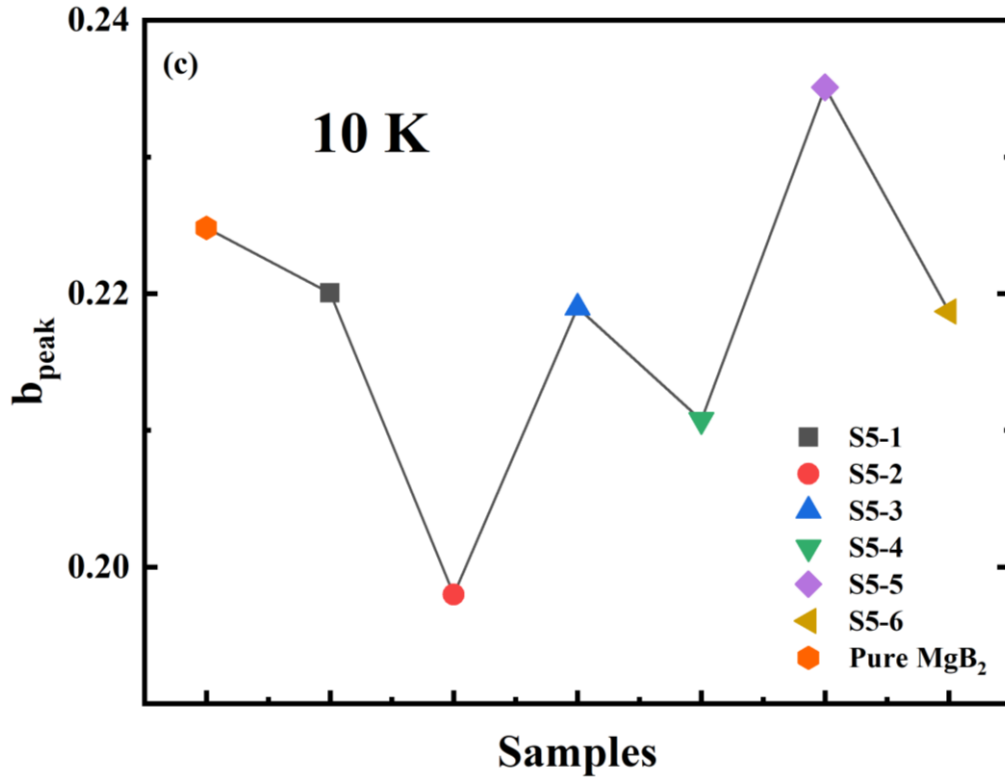 0.24
(c)
10 K
0.22
b_peak
0.20
S5-1
S5-2
S5-3
S5-4
S5-5
S5-6
Pure MgB₂
Samples